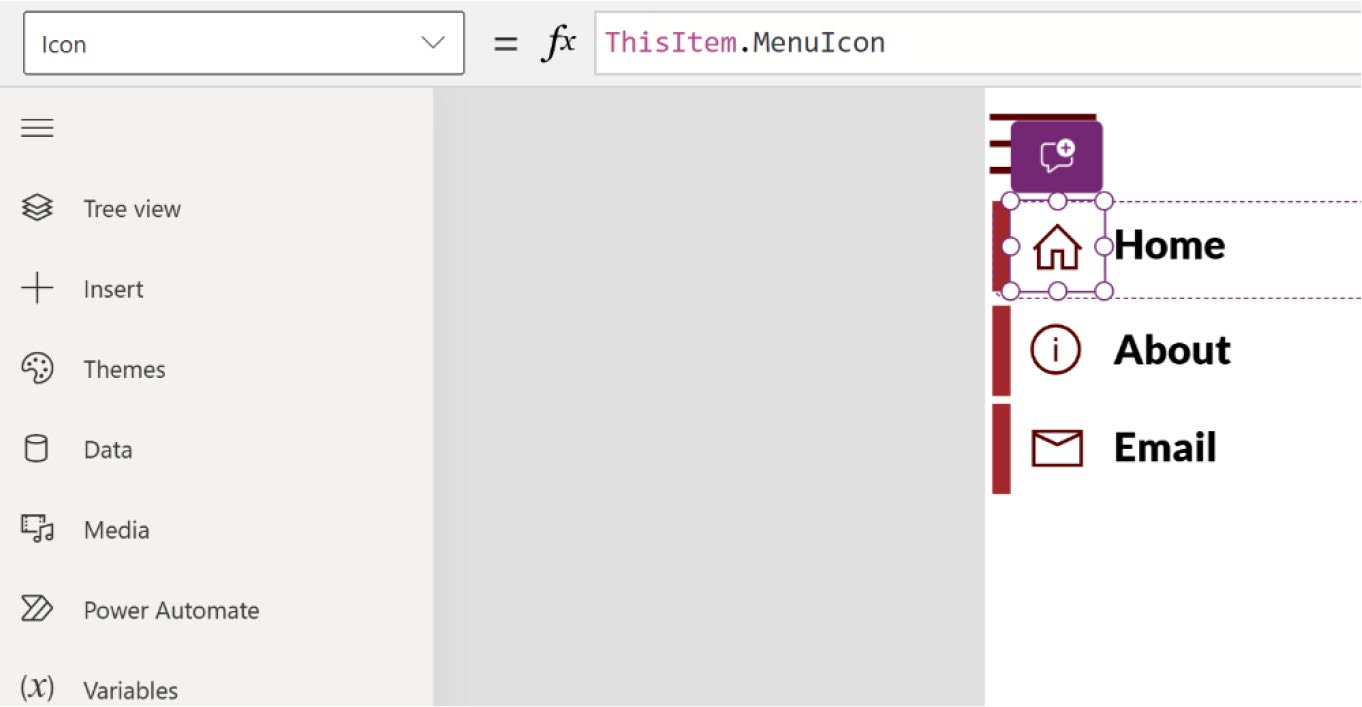 Icon = fx ThisItem.MenuIcon
Tree view
Insert
Themes
Data
Media
Power Automate
(x) Variables
Home
About
Email